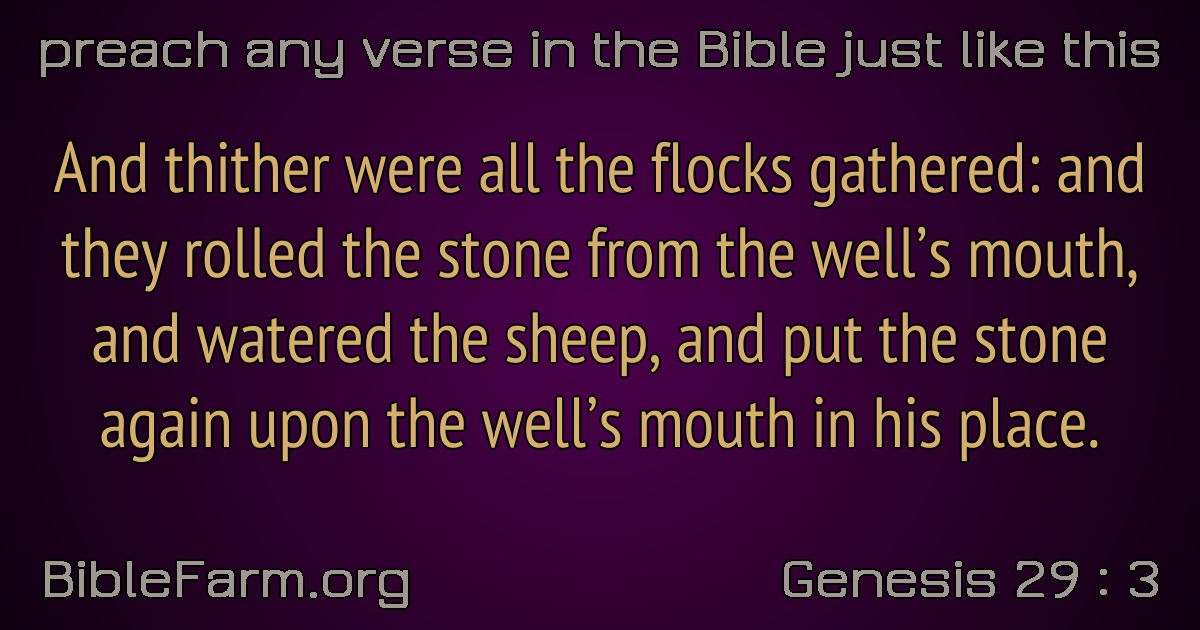 preach any verse in the Bible just like this
And thither were all the flocks gathered: and
they rolled the stone from the well’s mouth,
and watered the sheep, and put the stone
again upon the well’s mouth in his place.
BibleFarm.org
Genesis 29 : 3